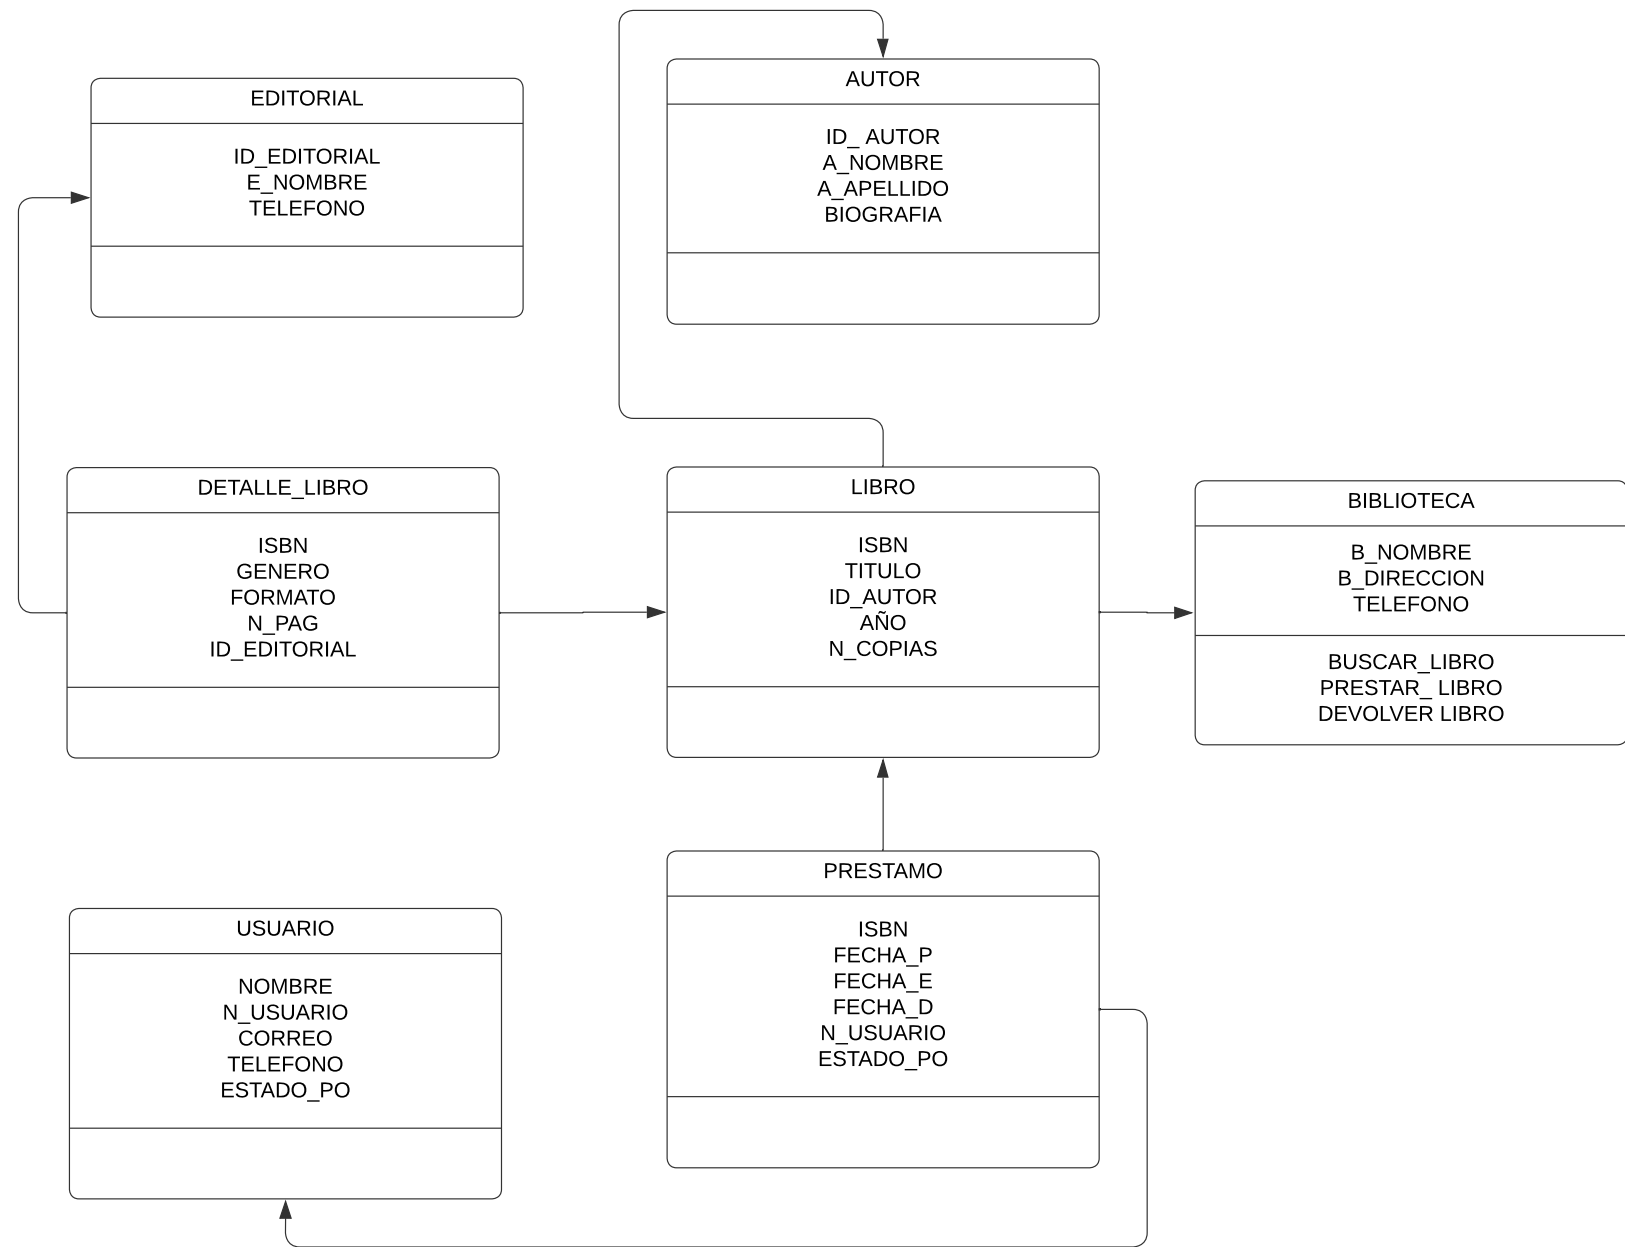 EDITORIAL
ID_EDITORIAL
E_NOMBRE
TELEFONO
AUTOR
ID_ AUTOR
A_NOMBRE
A_APELLIDO
BIOGRAFIA
DETALLE_LIBRO
ISBN
GENERO
FORMATO
N_PAG
ID_EDITORIAL
LIBRO
ISBN
TITULO
ID_AUTOR
AÑO
N_COPIAS
BIBLIOTECA
B_NOMBRE
B_DIRECCION
TELEFONO
BUSCAR_LIBRO
PRESTAR_ LIBRO
DEVOLVER LIBRO
USUARIO
NOMBRE
N_USUARIO
CORREO
TELEFONO
ESTADO_PO
PRESTAMO
ISBN
FECHA_P
FECHA_E
FECHA_D
N_USUARIO
ESTADO_PO